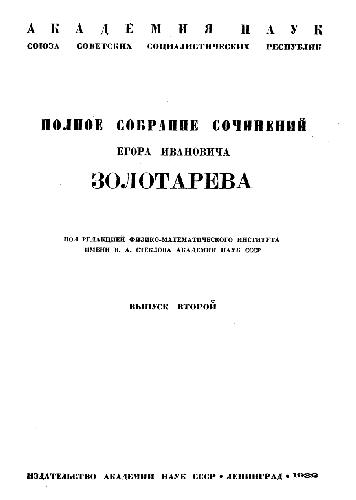 АКАДЕМИЯ НАУК
СОЮЗА СОВЕТСКИХ СОЦИАЛИСТИЧЕСКИХ РЕСПУБЛИК
ПОЛНОЕ СОБРАНИЕ СОЧИНЕНИЙ
ЕГОРА ИВАНОВИЧА
ЗОЛОТАРЕВА
ПОД РЕДАКЦИЕЙ ФИЗИКО-МАТЕМАТИЧЕСКОГО ИНСТИТУТА
ИМЕНИ В. А. СТЕКЛОВА АКАДЕМИИ НАУК СССР
ВЫПУСК ВТОРОЙ
ИЗДАТЕЛЬСТВО АКАДЕМИИ НАУК СССР • ЛЕНИНГРАД •